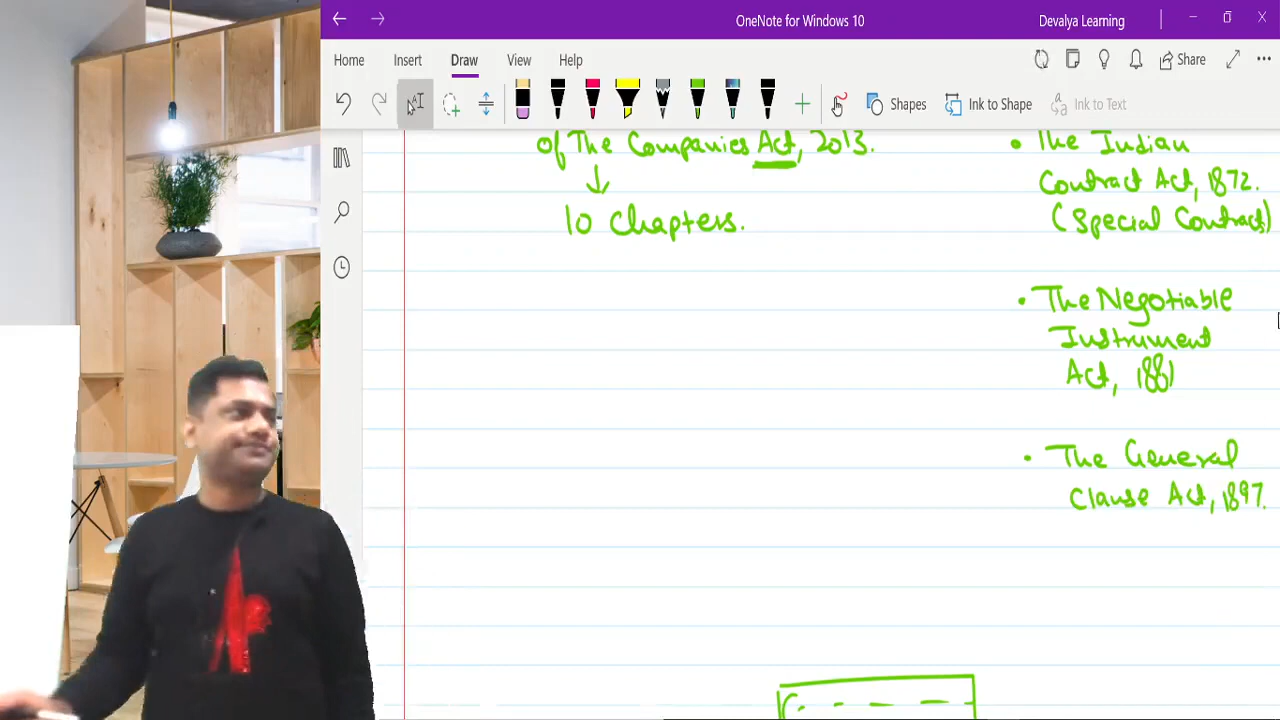 OneNote for Windows 10
Devalya Learning
Home
Insert
Draw
View
Help
Share
Shapes
Ink to Shape
Ink to Text
of The Companies Act, 2013.
10 Chapters.
• The Indian
Contract Act, 1872.
(Special Contract)
• The Negotiable
Instrument
Act, 1881
• The General
Clause Act, 1897.